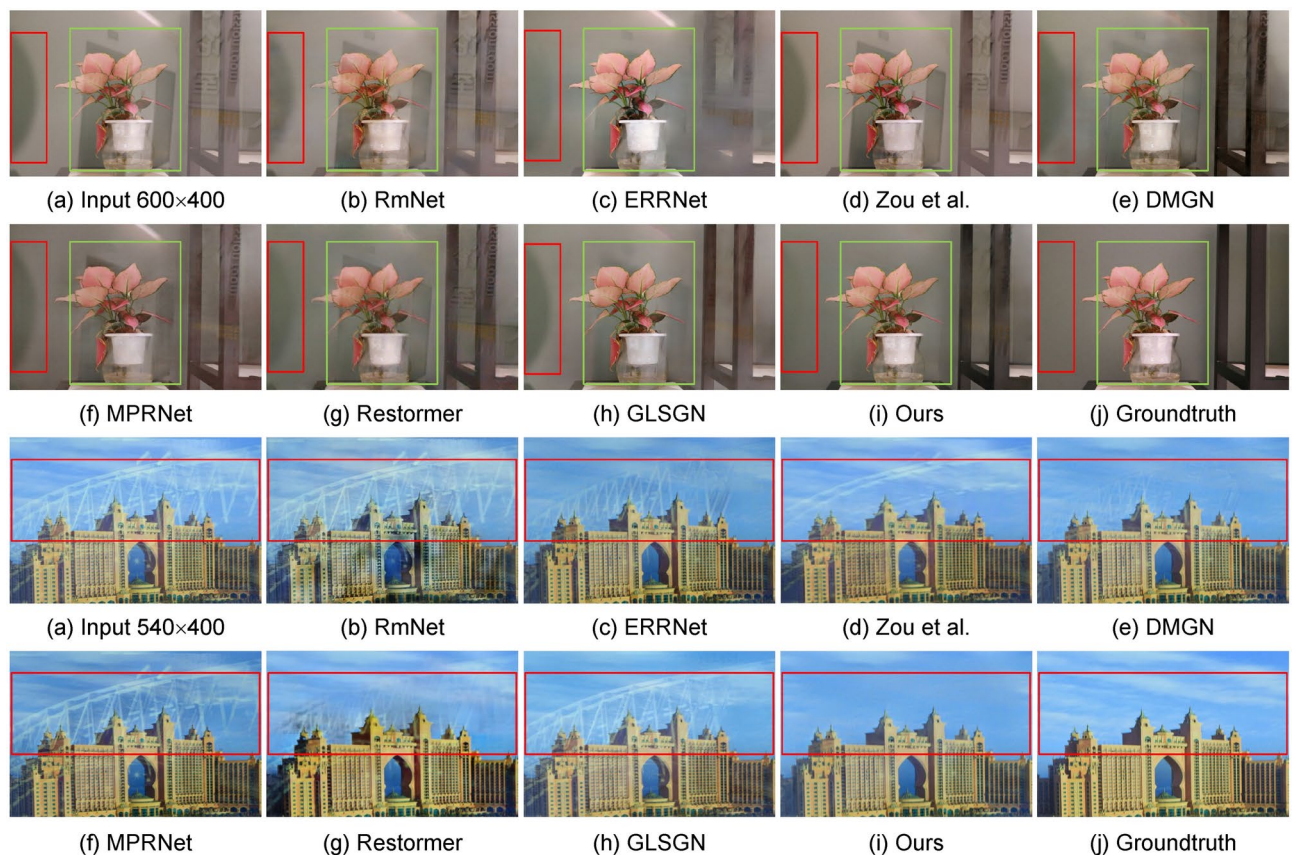 (a) Input 600×400
(b) RmNet
(c) ERRNet
(d) Zou et al.
(e) DMGN
(f) MPRNet
(g) Restormer
(h) GLSGN
(i) Ours
(j) Groundtruth
(a) Input 540×400
(b) RmNet
(c) ERRNet
(d) Zou et al.
(e) DMGN
(f) MPRNet
(g) Restormer
(h) GLSGN
(i) Ours
(j) Groundtruth